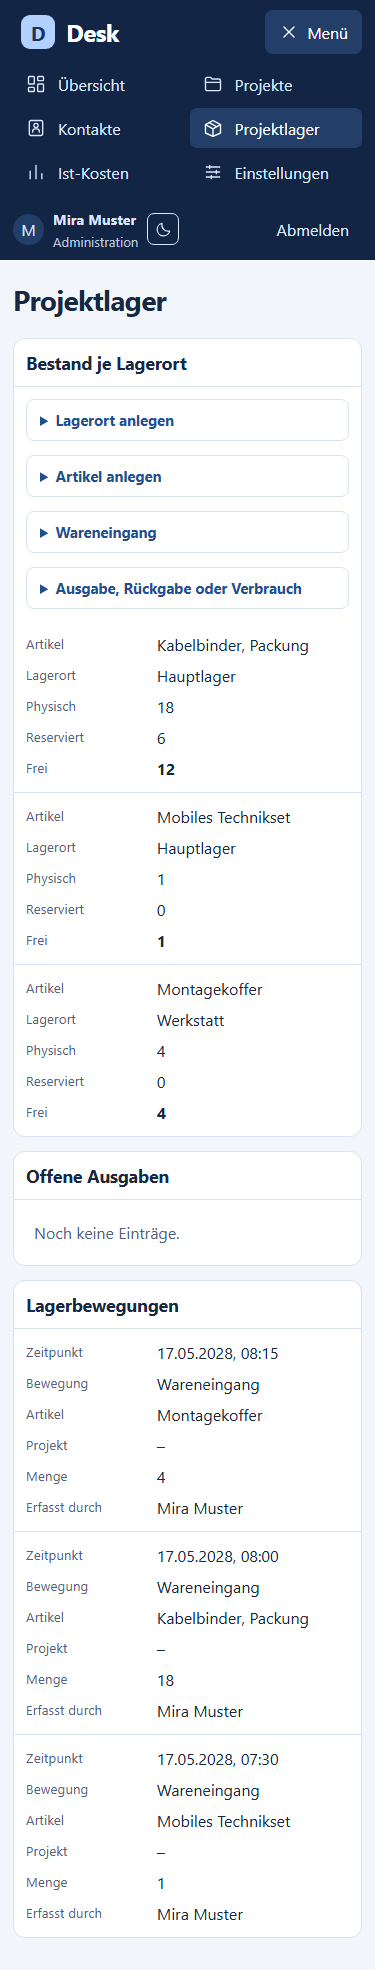 D Desk
Menü
Übersicht
Projekte
Kontakte
Projektlager
Ist-Kosten
Einstellungen
M
Mira Muster
Administration
Abmelden
Projektlager
Bestand je Lagerort
Lagerort anlegen
Artikel anlegen
Wareneingang
Ausgabe, Rückgabe oder Verbrauch
Artikel Kabelbinder, Packung
Lagerort Hauptlager
Physisch 18
Reserviert 6
Frei 12
Artikel Mobiles Technikset
Lagerort Hauptlager
Physisch 1
Reserviert 0
Frei 1
Artikel Montagekoffer
Lagerort Werkstatt
Physisch 4
Reserviert 0
Frei 4
Offene Ausgaben
Noch keine Einträge.
Lagerbewegungen
Zeitpunkt 17.05.2028, 08:15
Bewegung Wareneingang
Artikel Montagekoffer
Projekt –
Menge 4
Erfasst durch Mira Muster
Zeitpunkt 17.05.2028, 08:00
Bewegung Wareneingang
Artikel Kabelbinder, Packung
Projekt –
Menge 18
Erfasst durch Mira Muster
Zeitpunkt 17.05.2028, 07:30
Bewegung Wareneingang
Artikel Mobiles Technikset
Projekt –
Menge 1
Erfasst durch Mira Muster